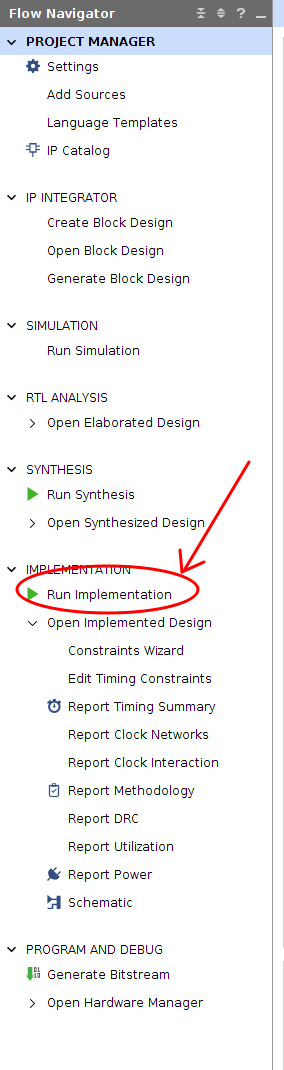 Flow Navigator
PROJECT MANAGER
Settings
Add Sources
Language Templates
IP Catalog
IP INTEGRATOR
Create Block Design
Open Block Design
Generate Block Design
SIMULATION
Run Simulation
RTL ANALYSIS
Open Elaborated Design
SYNTHESIS
Run Synthesis
Open Synthesized Design
IMPLEMENTATION
Run Implementation
Open Implemented Design
Constraints Wizard
Edit Timing Constraints
Report Timing Summary
Report Clock Networks
Report Clock Interaction
Report Methodology
Report DRC
Report Utilization
Report Power
Schematic
PROGRAM AND DEBUG
Generate Bitstream
Open Hardware Manager